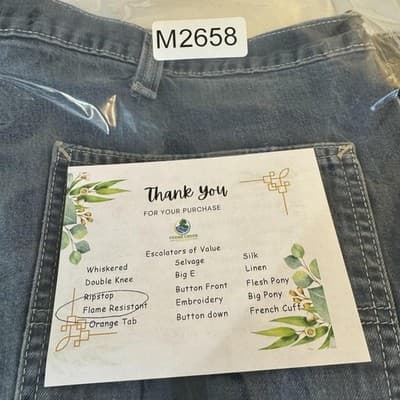 M2658
Thank You
FOR YOUR PURCHASE
Escalators of Value
Whiskered
Double Knee
Ripstop
Flame Resistant
Orange Tab
Selvage
Big E
Button Front
Embroidery
Button down
Silk
Linen
Flesh Pony
Big Pony
French Cuff